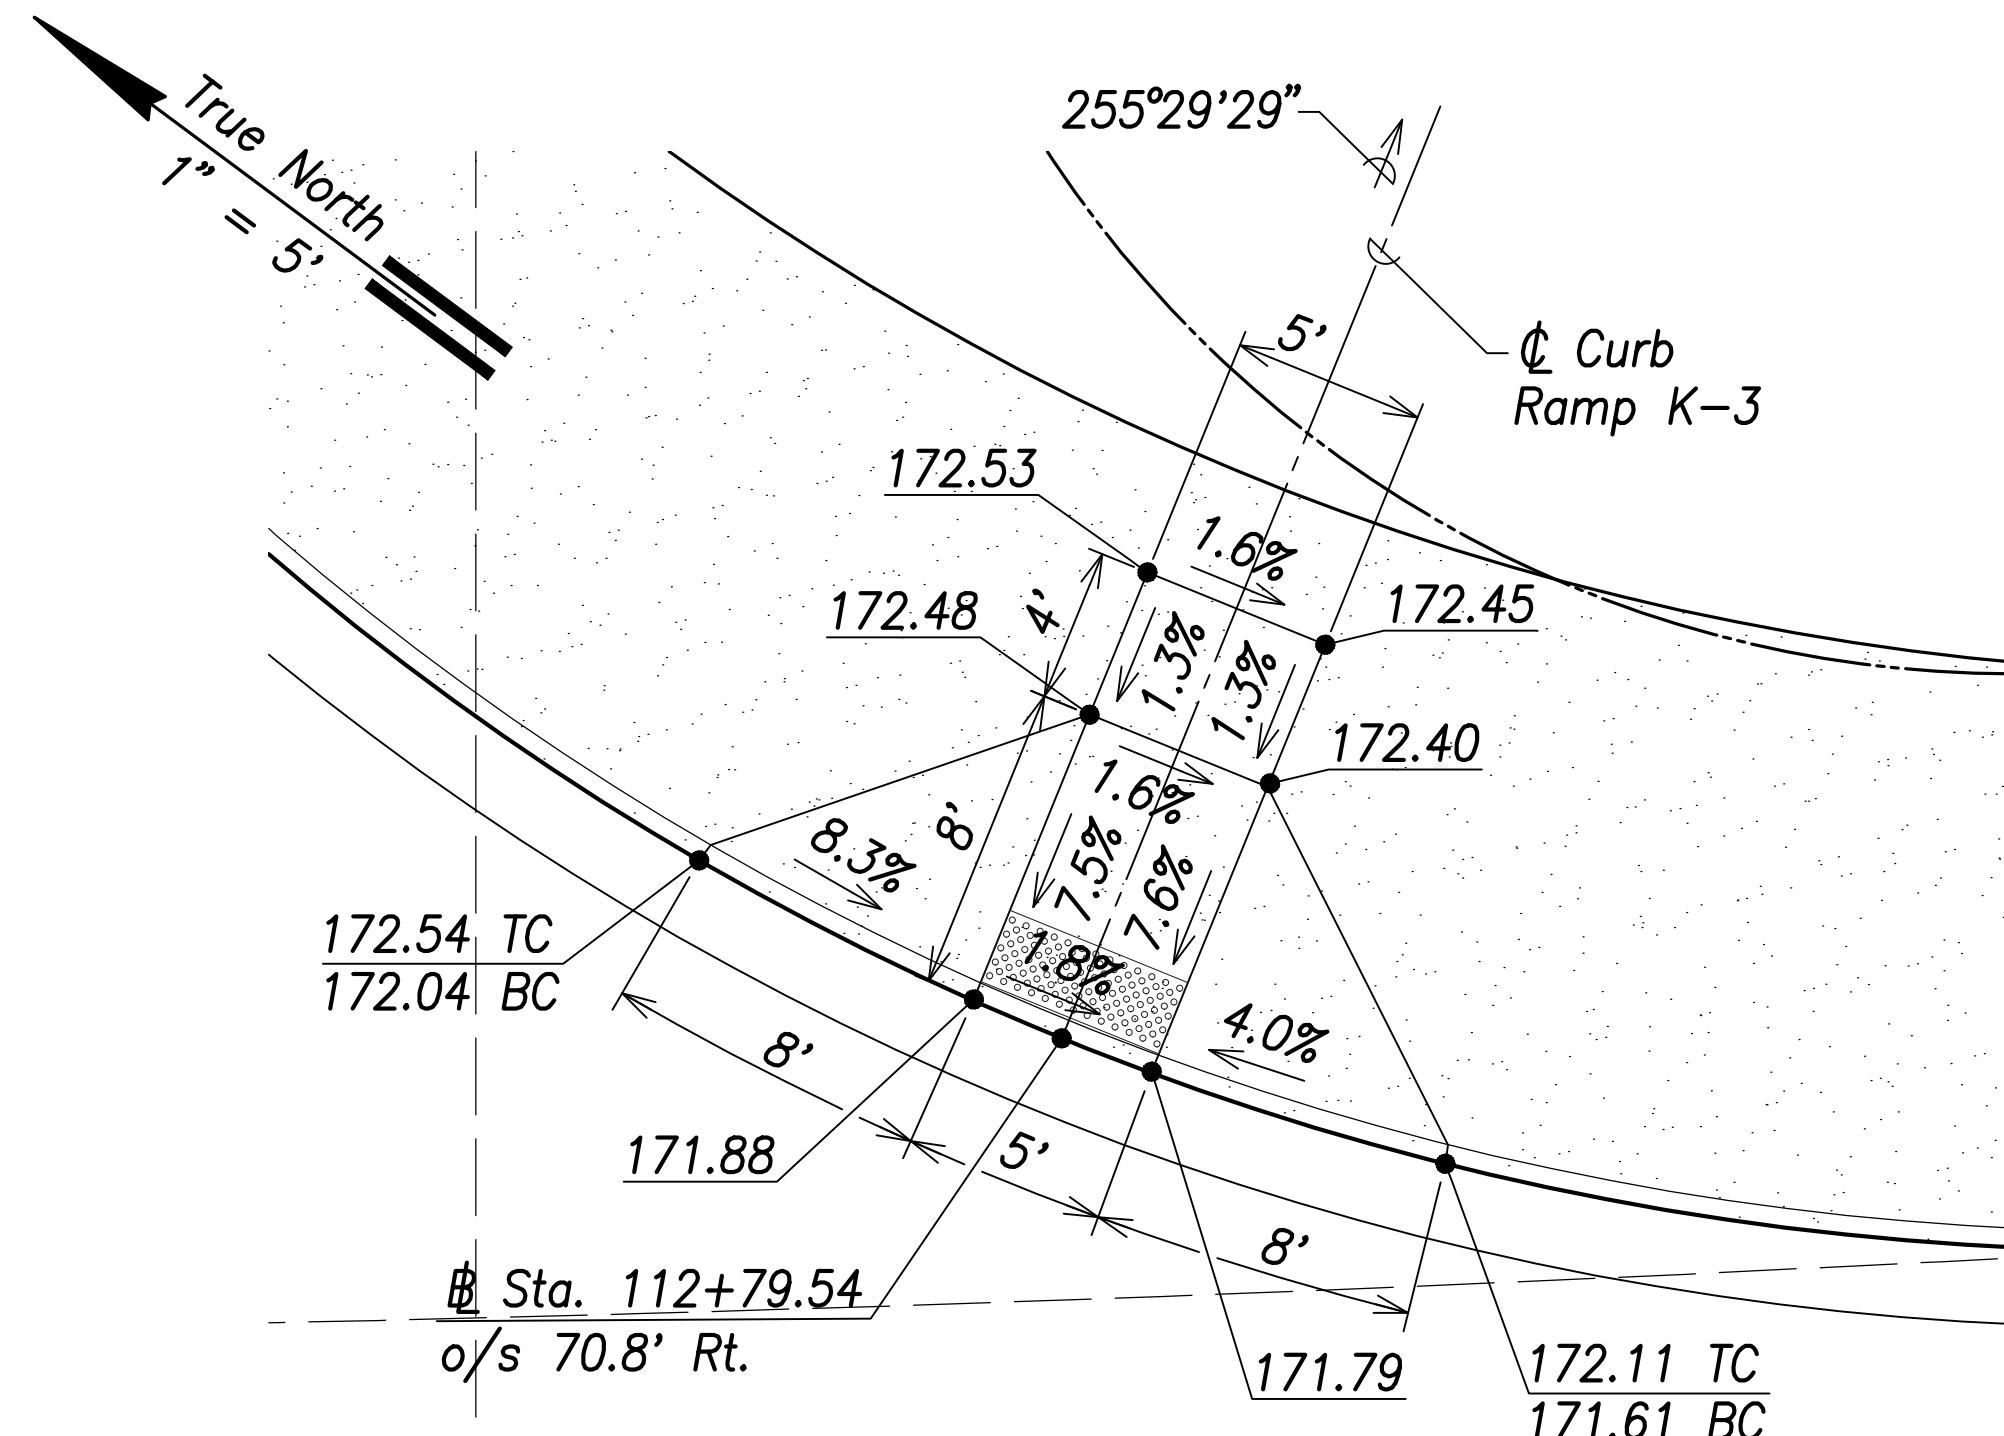 True North
1" = 5'
255°29'29"
5'
℄ Curb
Ramp K-3
172.53
1.6%
172.48
4'
172.45
1.3%
1.3%
172.40
1.6%
8.3%
8'
7.5%
7.6%
172.54 TC
172.04 BC
1.8%
4.0%
8'
5'
171.88
8'
B̵L Sta. 112+79.54
o/s 70.8' Rt.
171.79
172.11 TC
171.61 BC